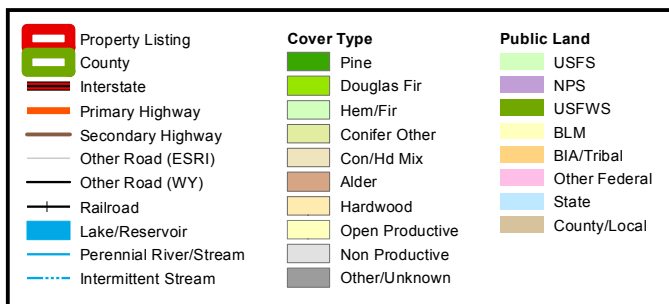 Property Listing
County
Interstate
Primary Highway
Secondary Highway
Other Road (ESRI)
Other Road (WY)
Railroad
Lake/Reservoir
Perennial River/Stream
Intermittent Stream
Cover Type
Pine
Douglas Fir
Hem/Fir
Conifer Other
Con/Hd Mix
Alder
Hardwood
Open Productive
Non Productive
Other/Unknown
Public Land
USFS
NPS
USFWS
BLM
BIA/Tribal
Other Federal
State
County/Local